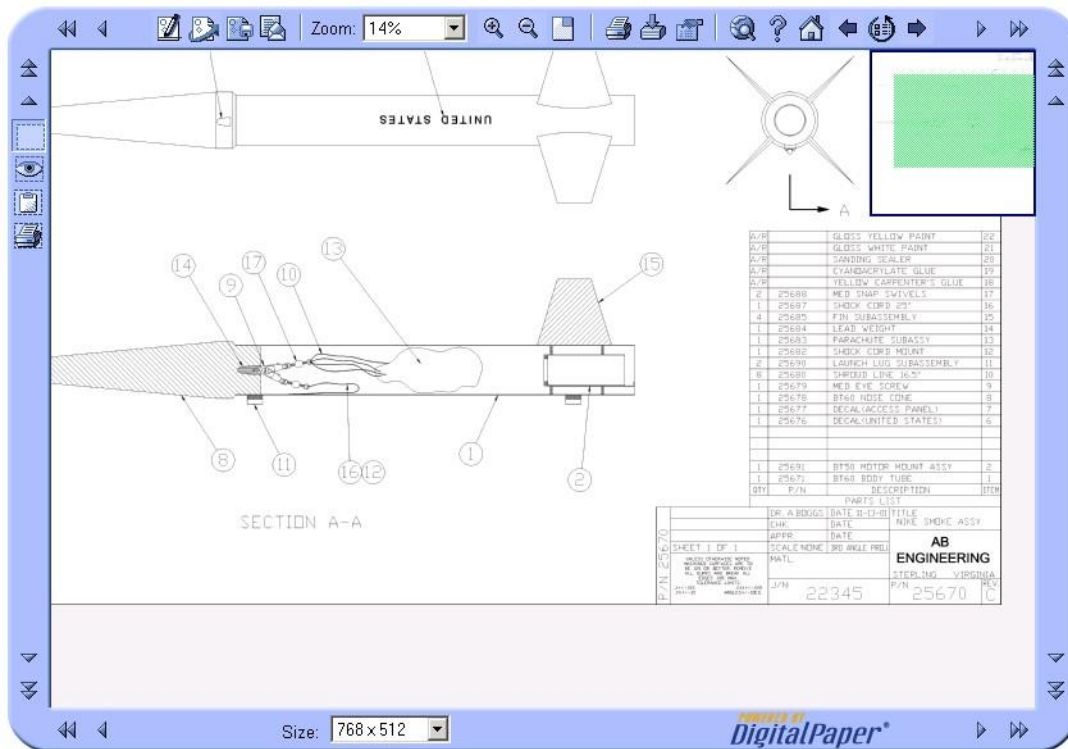 Zoom: 14%
UNITED STATES
A
14
9
17
10
13
15
8
11
16
12
1
2
SECTION A-A
A/R GLOSS YELLOW PAINT 22
A/R GLOSS WHITE PAINT 21
A/R SANDING SEALER 20
A/R CYANOACRYLATE GLUE 19
A/R YELLOW CARPENTER'S GLUE 18
2 25688 MED SNAP SWIVELS 17
1 25687 SHOCK CORD 25" 16
4 25685 FIN SUBASSEMBLY 15
1 25684 LEAD WEIGHT 14
1 25683 PARACHUTE SUBASSY 13
1 25682 SHOCK CORD MOUNT 12
2 25690 LAUNCH LUG SUBASSEMBLY 11
8 25680 SHROUD LINE 16.5" 10
1 25679 MED EYE SCREW 9
1 25678 BT60 NOSE CONE 8
1 25677 DECAL(ACCESS PANEL) 7
1 25676 DECAL(UNITED STATES) 6
1 25691 BT50 MOTOR MOUNT ASSY 2
1 25671 BT60 BODY TUBE 1
QTY P/N DESCRIPTION ITEM
PARTS LIST
P/N 25670
DR. A.BOGGS DATE 11-13-01 TITLE
CHK. DATE NIKE SMOKE ASSY
APPR. DATE
SHEET 1 OF 1 SCALE NONE 3RD ANGLE PROJ.
AB
ENGINEERING
STERLING VIRGINIA
MATL.
UNLESS OTHERWISE NOTED
J/N 22345
P/N 25670
REV. C
Size: 768 x 512
POWERED BY
DigitalPaper®